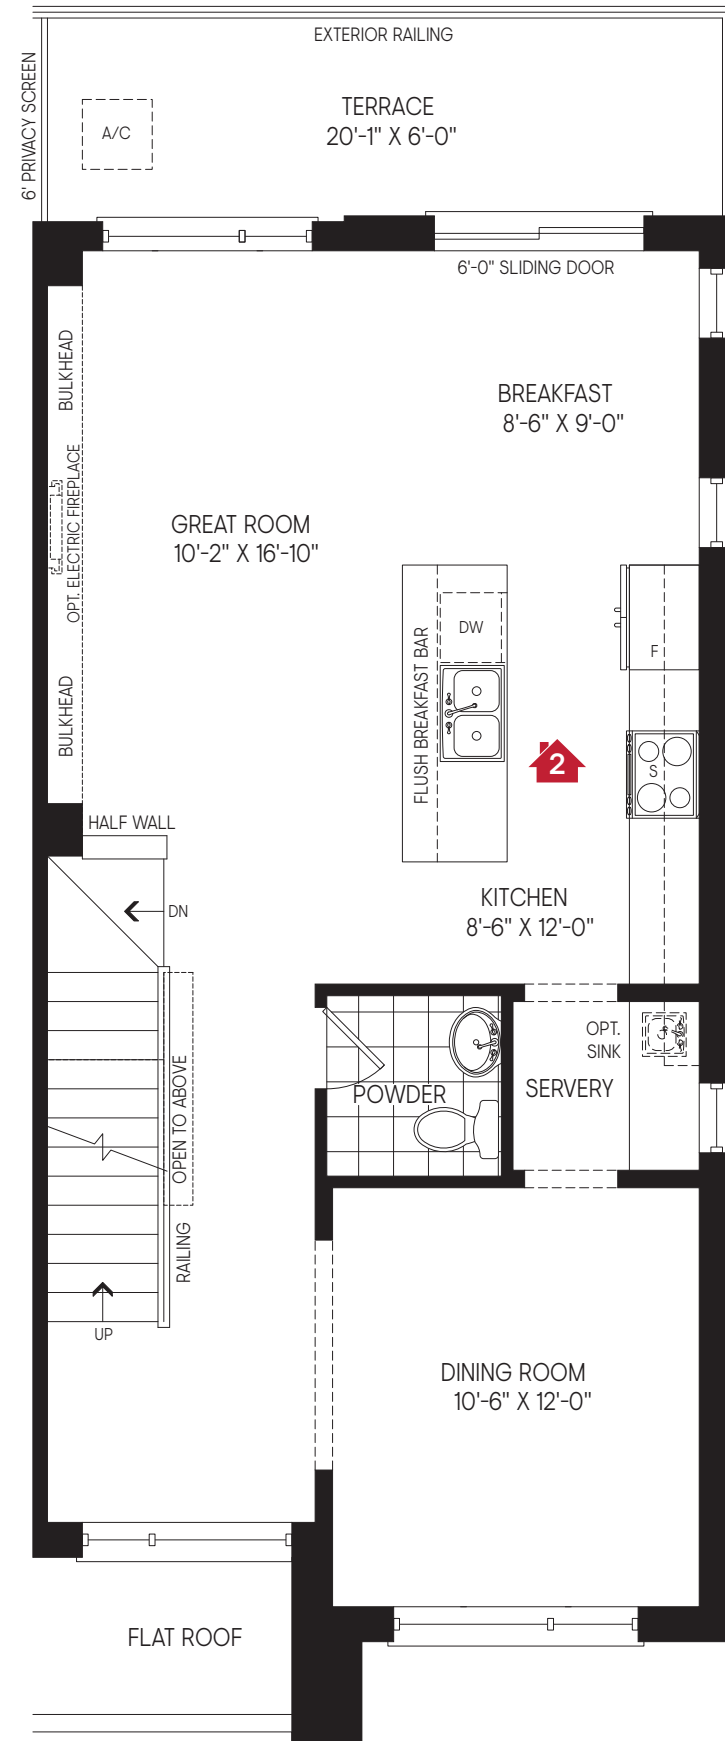 EXTERIOR RAILING
6' PRIVACY SCREEN
TERRACE
20'-1" X 6'-0"
A/C
6'-0" SLIDING DOOR
BULKHEAD
BREAKFAST
8'-6" X 9'-0"
OPT. ELECTRIC FIREPLACE
GREAT ROOM
10'-2" X 16'-10"
DW
FLUSH BREAKFAST BAR
F
BULKHEAD
2
S
HALF WALL
KITCHEN
8'-6" X 12'-0"
DN
OPT.
SINK
OPEN TO ABOVE
POWDER
SERVERY
RAILING
UP
DINING ROOM
10'-6" X 12'-0"
FLAT ROOF